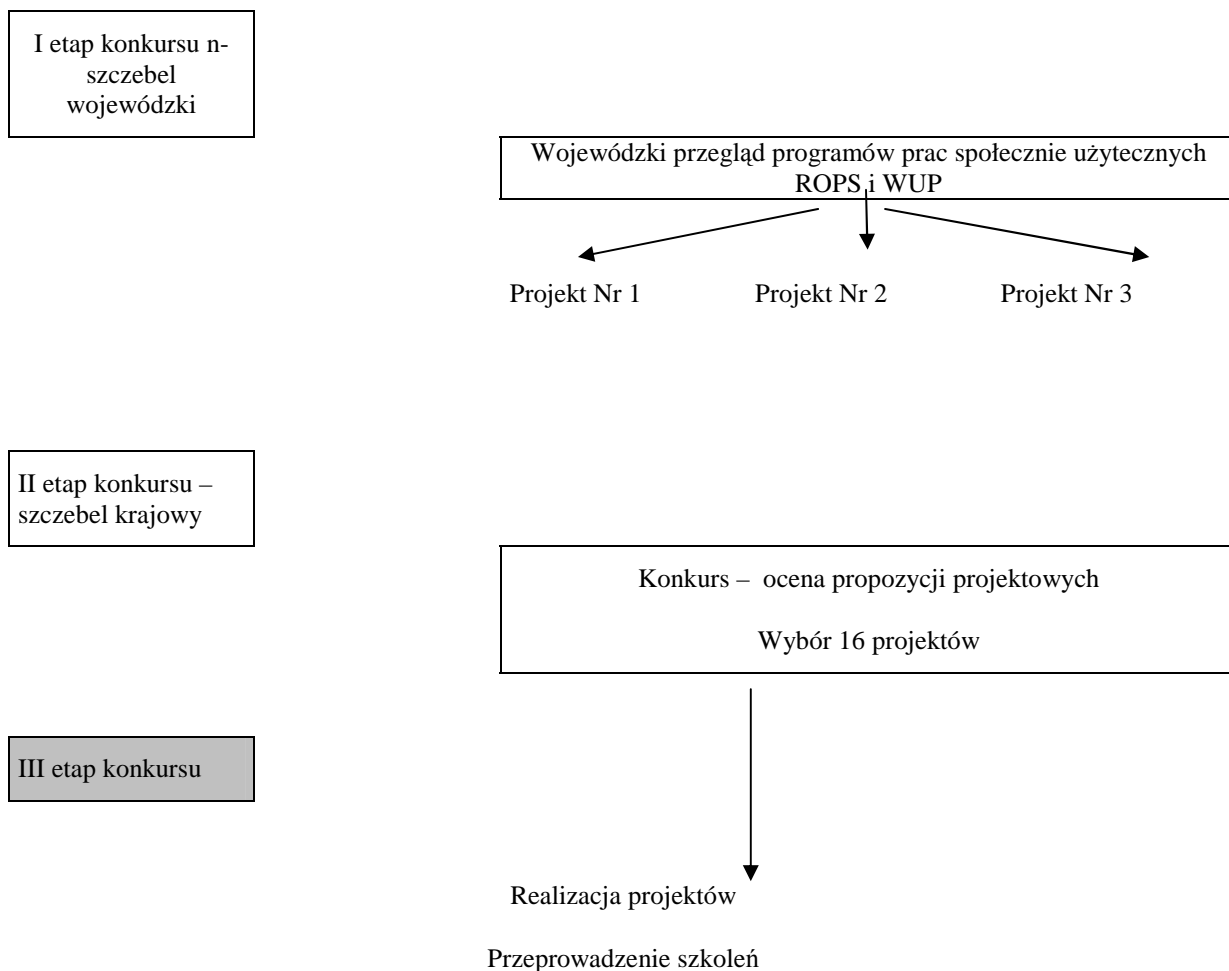 I etap konkursu n-
szczebel
wojewódzki
Wojewódzki przegląd programów prac społecznie użytecznych
ROPS i WUP
Projekt Nr 1
Projekt Nr 2
Projekt Nr 3
II etap konkursu –
szczebel krajowy
Konkurs – ocena propozycji projektowych
Wybór 16 projektów
III etap konkursu
Realizacja projektów
Przeprowadzenie szkoleń